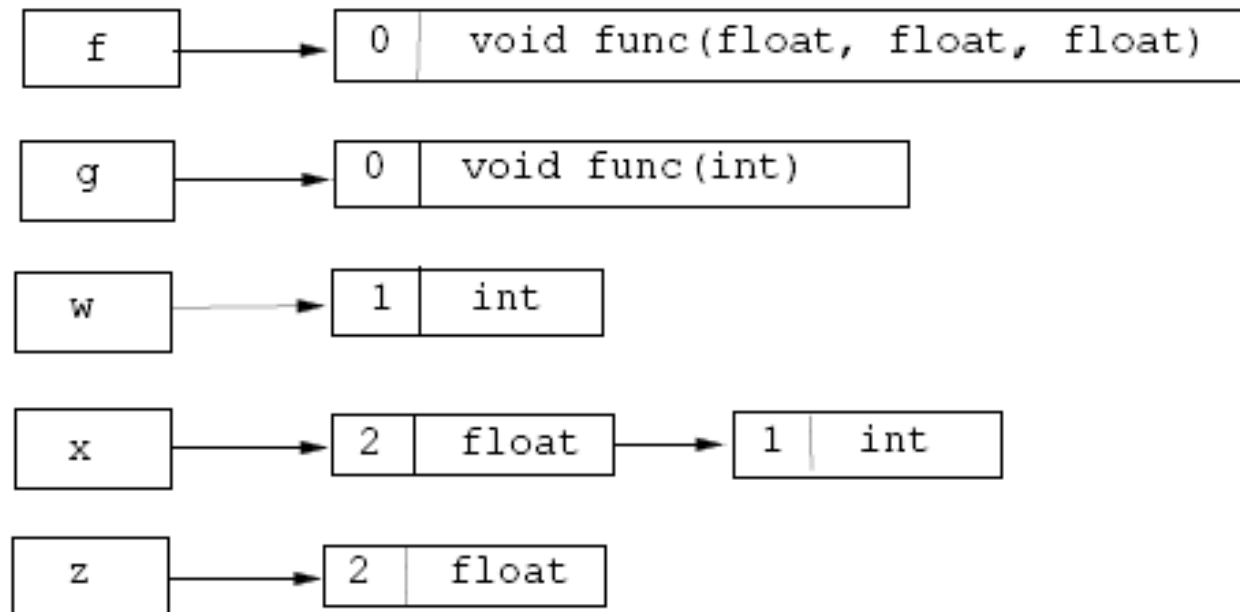 f 0 void func(float, float, float)
g 0 void func(int)
w 1 int
x 2 float 1 int
z 2 float